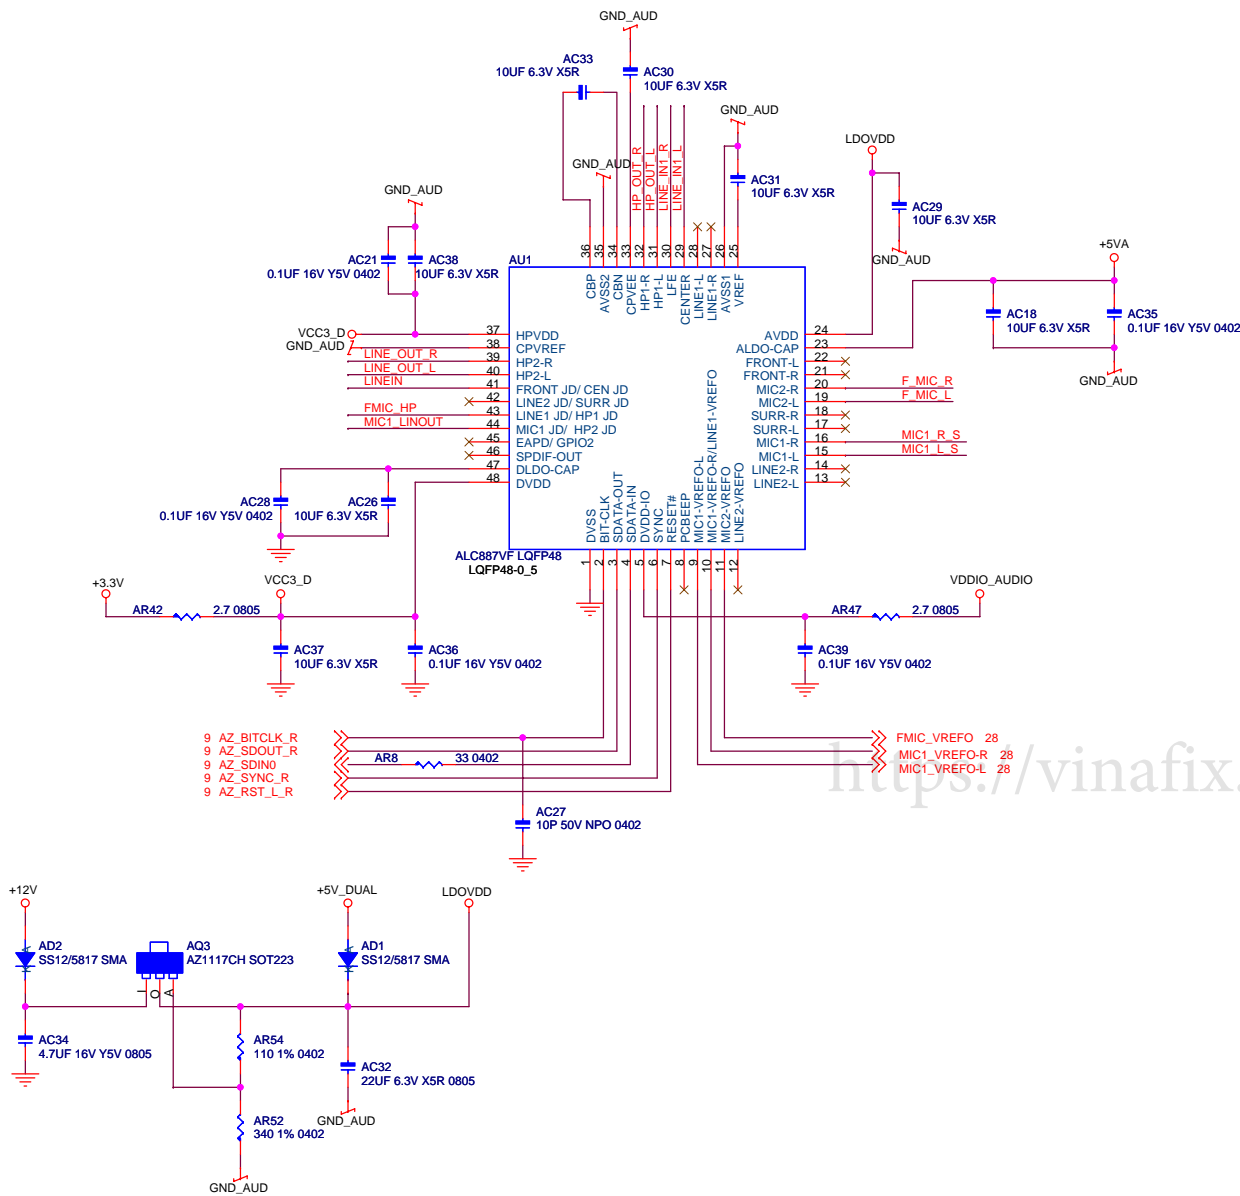 GND_AUD
AC33
10UF 6.3V X5R
AC30
10UF 6.3V X5R
GND_AUD
LDOVDD
GND_AUD
HP_OUT_R
HP_OUT_L
LINE_IN1_R
LINE_IN1_L
AC31
10UF 6.3V X5R
GND_AUD
AC29
10UF 6.3V X5R
GND_AUD
+5VA
AC21
0.1UF 16V Y5V 0402
AC38
10UF 6.3V X5R
AU1
36 35 34 33 32 31 30 29 28 27 26 25
CBP
AVSS2
CBN
CPVEE
HP1-R
HP1-L
LFE
CENTER
LINE1-L
LINE1-R
AVSS1
VREF
AC18
10UF 6.3V X5R
AC35
0.1UF 16V Y5V 0402
GND_AUD
VCC3_D
GND_AUD
LINE_OUT_R
LINE_OUT_L
LINEIN
FMIC_HP
MIC1_LINOUT
37 HPVDD
38 CPVREF
39 HP2-R
40 HP2-L
41 FRONT JD/ CEN JD
42 LINE2 JD/ SURR JD
43 LINE1 JD/ HP1 JD
44 MIC1 JD/ HP2 JD
45 EAPD/ GPIO2
46 SPDIF-OUT
47 DLDO-CAP
48 DVDD
AVDD 24
ALDO-CAP 23
FRONT-L 22
FRONT-R 21
MIC2-R 20
MIC2-L 19
SURR-R 18
SURR-L 17
MIC1-R 16
MIC1-L 15
LINE2-R 14
LINE2-L 13
F_MIC_R
F_MIC_L
MIC1_R_S
MIC1_L_S
AC28
0.1UF 16V Y5V 0402
AC26
10UF 6.3V X5R
DVSS
BIT-CLK
SDATA-OUT
SDATA-IN
DVDD-IO
SYNC
RESET#
PCBEEP
MIC1-VREFO-L
MIC1-VREFO-R/LINE1-VREFO
MIC2-VREFO
LINE2-VREFO
1 2 3 4 5 6 7 8 9 10 11 12
ALC887VF LQFP48
LQFP48-0_5
+3.3V
VCC3_D
AR42 2.7 0805
AC37
10UF 6.3V X5R
AC36
0.1UF 16V Y5V 0402
VDDIO_AUDIO
AR47 2.7 0805
AC39
0.1UF 16V Y5V 0402
9 AZ_BITCLK_R
9 AZ_SDOUT_R
9 AZ_SDIN0
9 AZ_SYNC_R
9 AZ_RST_L_R
AR8 33 0402
FMIC_VREFO 28
MIC1_VREFO-R 28
MIC1_VREFO-L 28
https://vinafix.
AC27
10P 50V NPO 0402
+12V
+5V_DUAL
LDOVDD
AD2
SS12/5817 SMA
AQ3
AZ1117CH SOT223
I O A
AD1
SS12/5817 SMA
AC34
4.7UF 16V Y5V 0805
AR54
110 1% 0402
AC32
22UF 6.3V X5R 0805
GND_AUD
AR52
340 1% 0402
GND_AUD